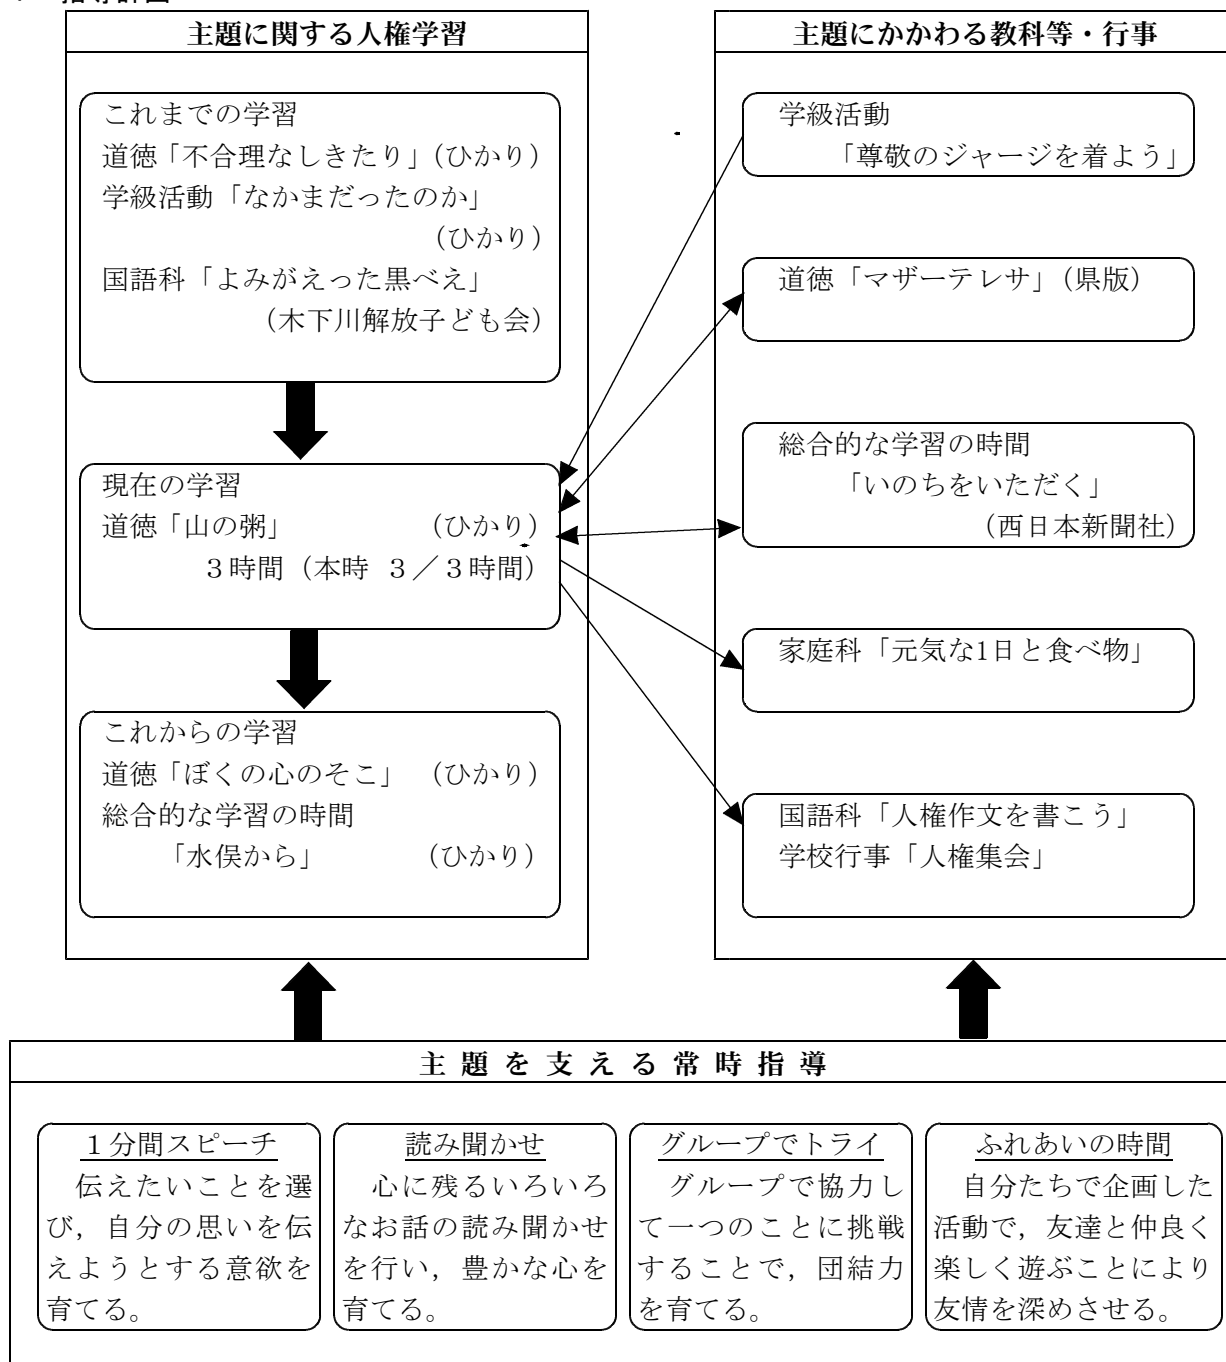 主題に関する人権学習
これまでの学習
道徳「不合理なしきたり」（ひかり）
学級活動「なかまだったのか」
（ひかり）
国語科「よみがえった黒べえ」
（木下川解放子ども会）
現在の学習
道徳「山の粥」　（ひかり）
３時間（本時　３／３時間）
これからの学習
道徳「ぼくの心のそこ」　（ひかり）
総合的な学習の時間
「水俣から」　（ひかり）
主題にかかわる教科等・行事
学級活動
「尊敬のジャージを着よう」
道徳「マザーテレサ」（県版）
総合的な学習の時間
「いのちをいただく」
（西日本新聞社）
家庭科「元気な1日と食べ物」
国語科「人権作文を書こう」
学校行事「人権集会」
主題を支える常時指導
１分間スピーチ
伝えたいことを選
び，自分の思いを伝
えようとする意欲を
育てる。
読み聞かせ
心に残るいろいろ
なお話の読み聞かせ
を行い，豊かな心を
育てる。
グループでトライ
グループで協力し
て一つのことに挑戦
することで，団結力
を育てる。
ふれあいの時間
自分たちで企画した
活動で，友達と仲良く
楽しく遊ぶことにより
友情を深めさせる。